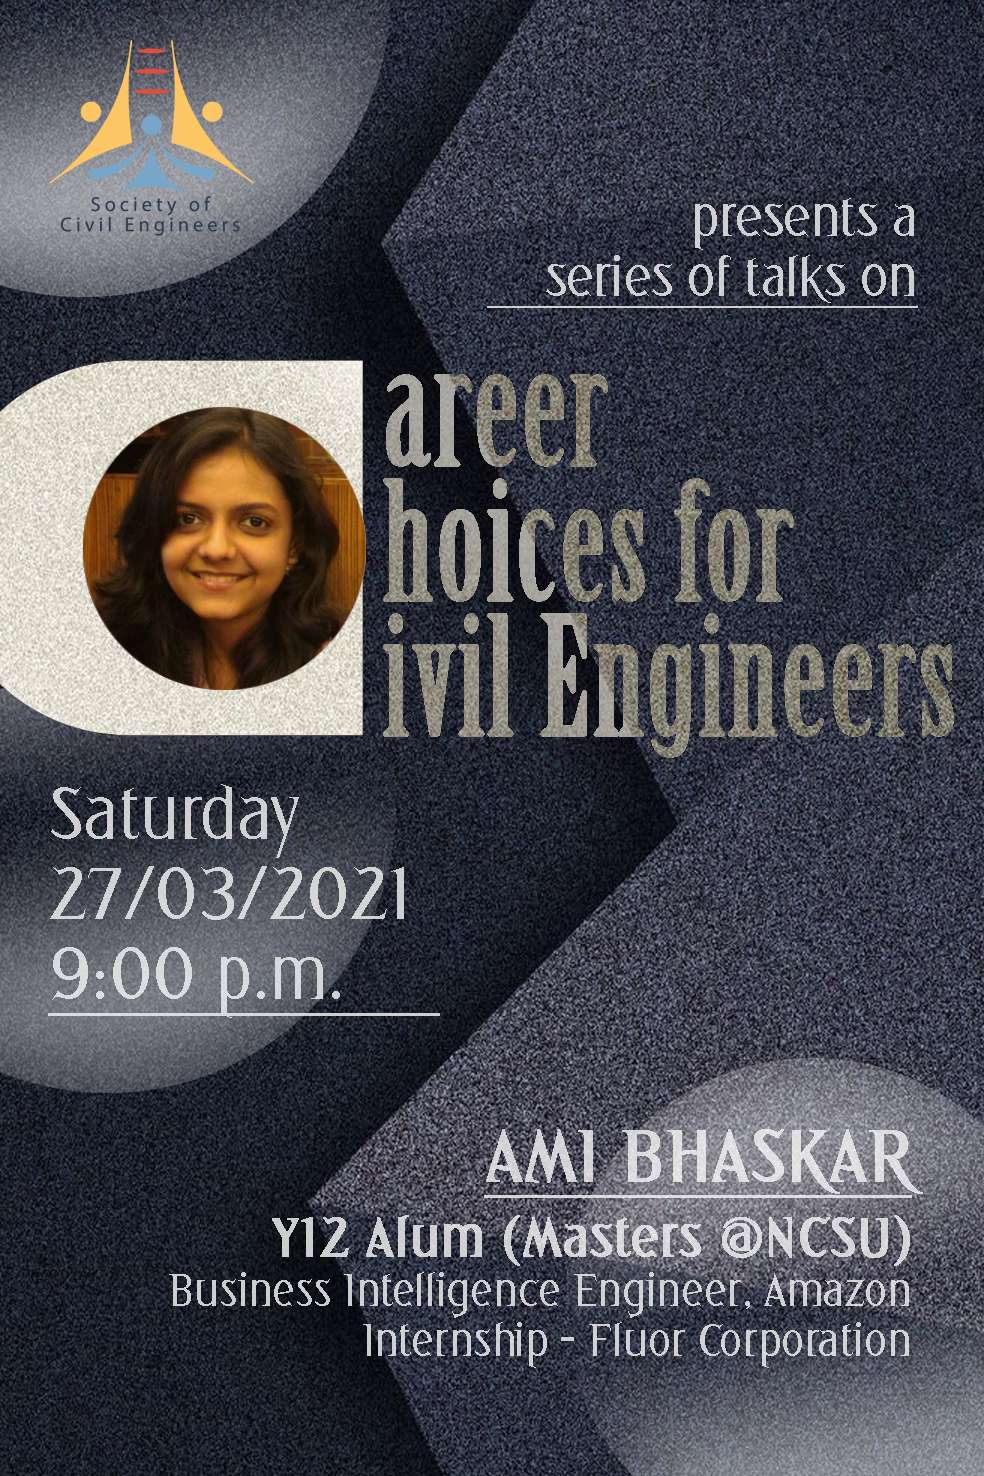 Society of
Civil Engineers
presents a
series of talks on
areer
hoices for
ivil Engineers
Saturday
27/03/2021
9:00 p.m.
AMI BHASKAR
Y12 Alum (Masters @NCSU)
Business Intelligence Engineer, Amazon
Internship - Fluor Corporation